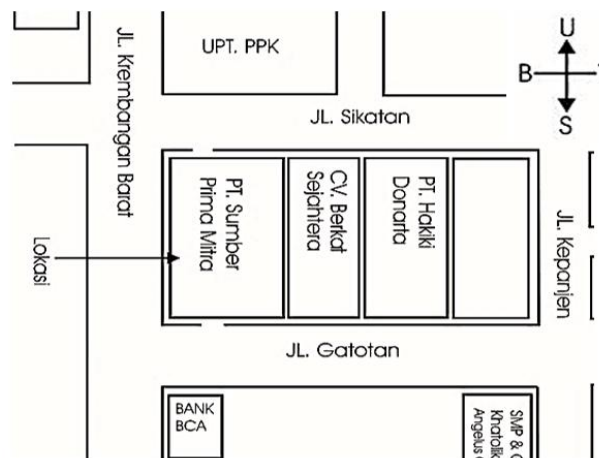 UPT. PPK
JL. Krembangan Barat
U
B
S
JL. Sikatan
PT. Sumber
Prima Mitra
CV. Berkat
Sejahtera
PT. Hakiki
Donarta
JL. Kepanjen
Lokasi
JL. Gatotan
BANK
BCA
SMP &
Khatolik
Angelus